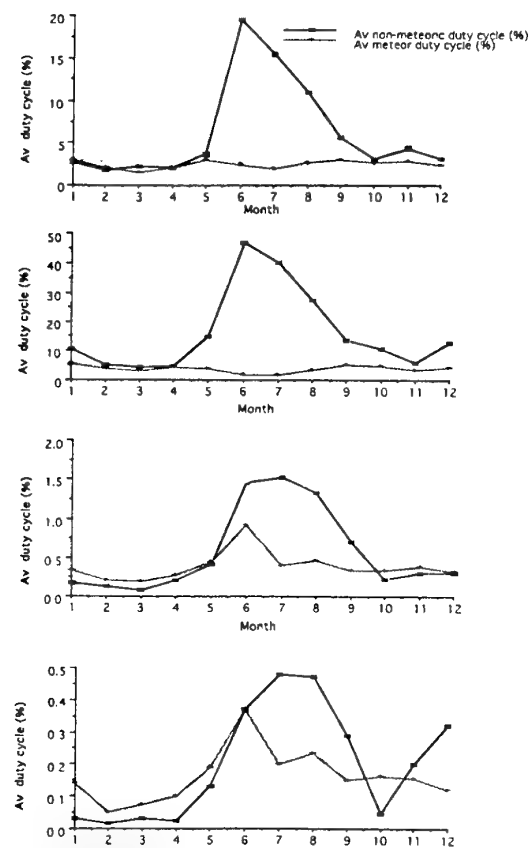 20
15
10
5
0
Av duty cycle (%)
Av non-meteoric duty cycle (%)
Av meteor duty cycle (%)
1 2 3 4 5 6 7 8 9 10 11 12
Month
50
40
30
20
10
0
Av duty cycle (%)
1 2 3 4 5 6 7 8 9 10 11 12
Month
2.0
1.5
1.0
0.5
0.0
Av duty cycle (%)
1 2 3 4 5 6 7 8 9 10 11 12
Month
0.5
0.4
0.3
0.2
0.1
0.0
Av duty cycle (%)
1 2 3 4 5 6 7 8 9 10 11 12